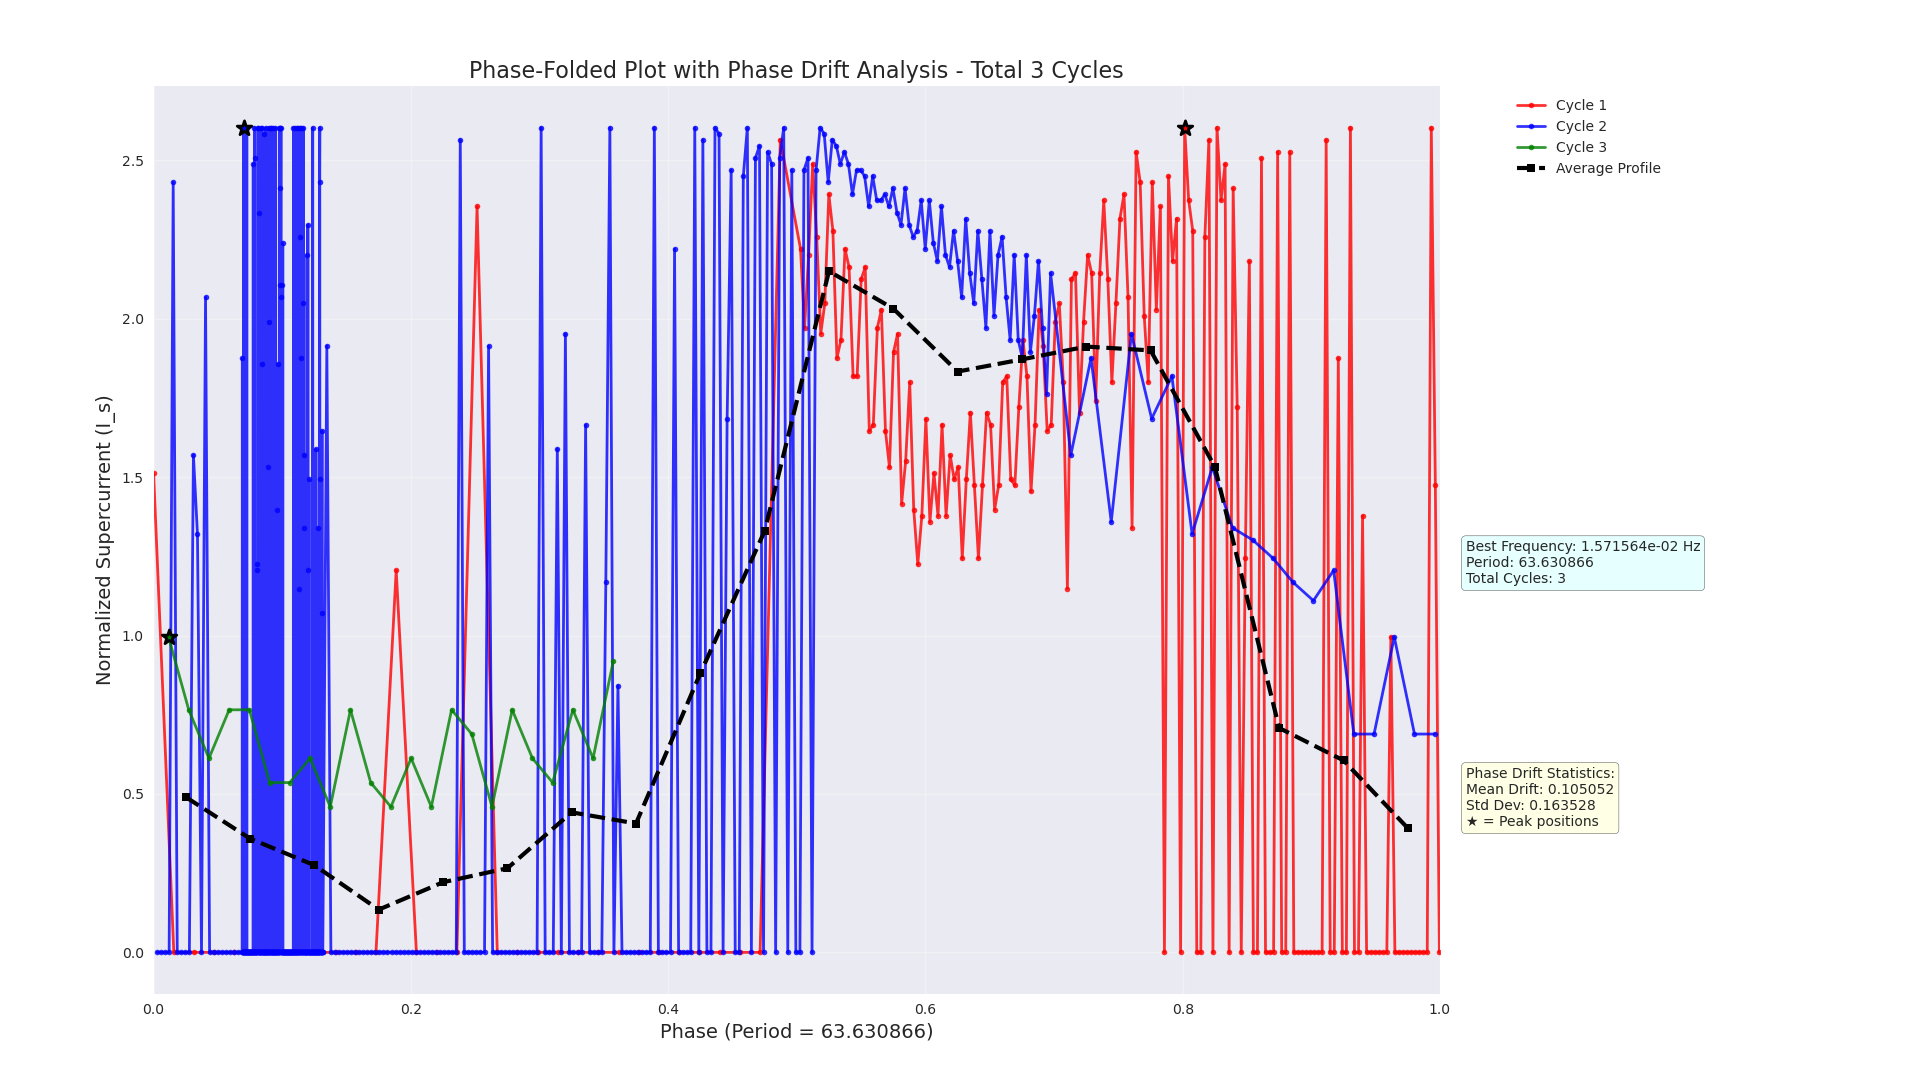 Phase-Folded Plot with Phase Drift Analysis - Total 3 Cycles
Cycle 1
Cycle 2
Cycle 3
Average Profile
Normalized Supercurrent (I_s)
2.5
2.0
1.5
1.0
0.5
0.0
0.0
0.2
0.4
0.6
0.8
1.0
Phase (Period = 63.630866)
Best Frequency: 1.571564e-02 Hz
Period: 63.630866
Total Cycles: 3
Phase Drift Statistics:
Mean Drift: 0.105052
Std Dev: 0.163528
★ = Peak positions